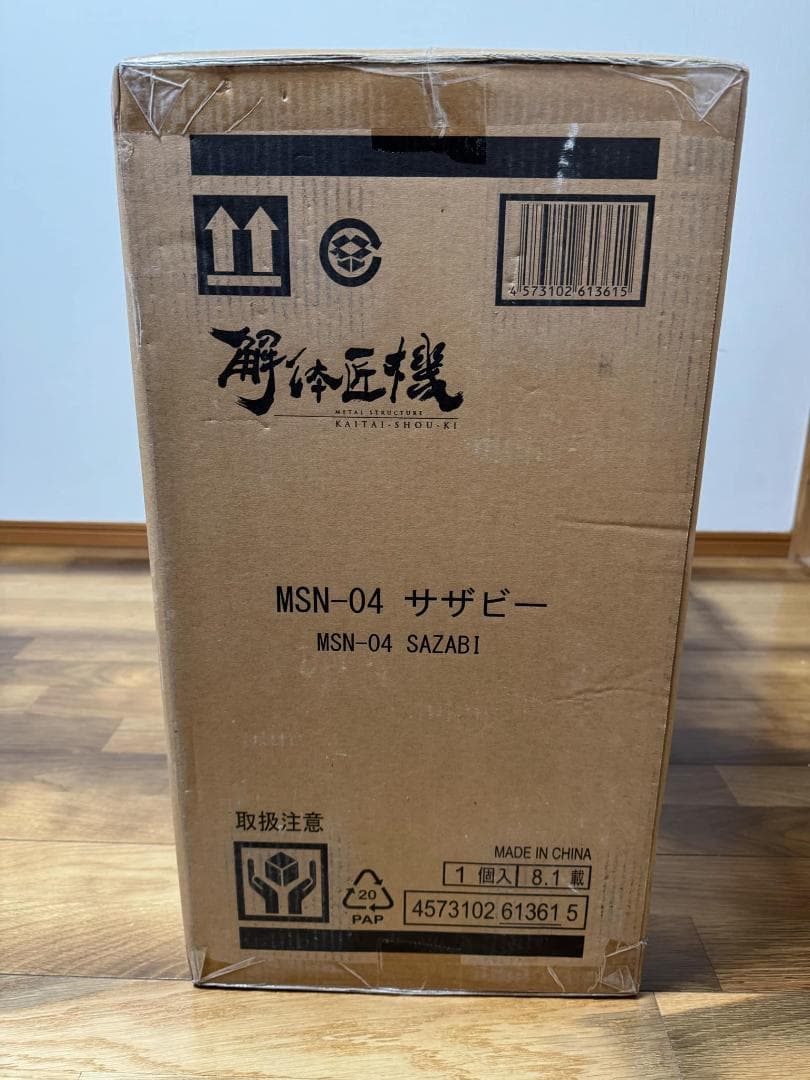 4 573102 613615
解体匠機
METAL STRUCTURE
KAITAI-SHOU-KI
MSN-04 サザビー
MSN-04 SAZABI
取扱注意
MADE IN CHINA
1 個入 8.1 載
20
PAP
4573102 61361 5